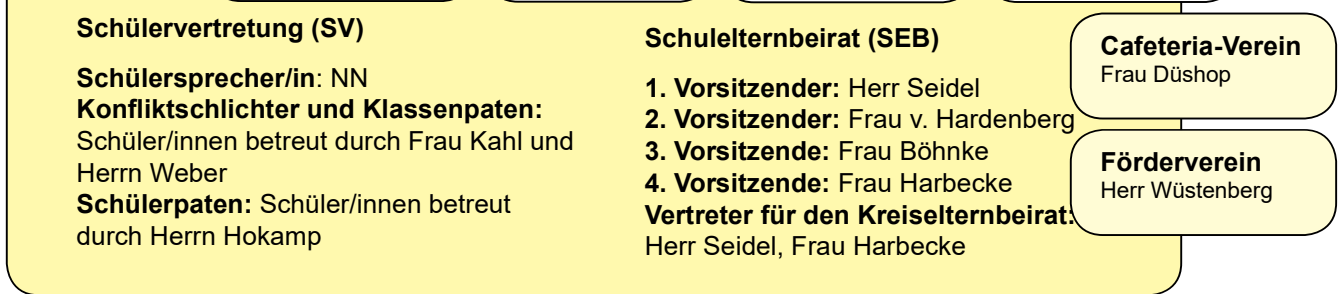 Schülervertretung (SV)
Schülersprecher/in: NN
Konfliktschlichter und Klassenpaten:
Schüler/innen betreut durch Frau Kahl und
Herrn Weber
Schülerpaten: Schüler/innen betreut
durch Herrn Hokamp
Schulelternbeirat (SEB)
1. Vorsitzender: Herr Seidel
2. Vorsitzender: Frau v. Hardenberg
3. Vorsitzende: Frau Böhnke
4. Vorsitzende: Frau Harbecke
Vertreter für den Kreiselternbeirat:
Herr Seidel, Frau Harbecke
Cafeteria-Verein
Frau Düshop
Förderverein
Herr Wüstenberg